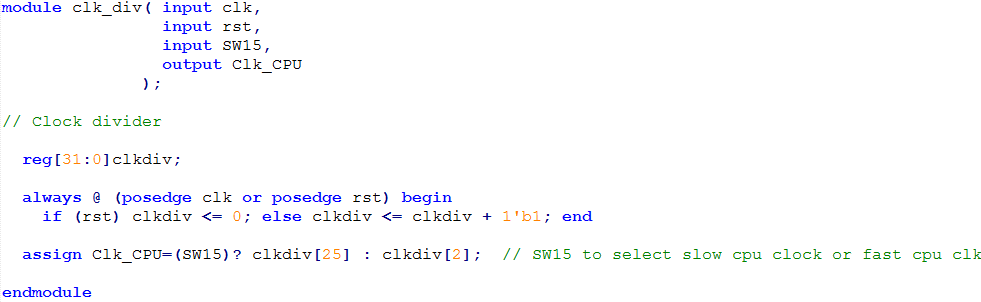 module clk_div( input clk,
                input rst,
                input SW15,
                output Clk_CPU
              );
// Clock divider
  reg[31:0]clkdiv;
  always @ (posedge clk or posedge rst) begin
    if (rst) clkdiv <= 0; else clkdiv <= clkdiv + 1'b1; end
  assign Clk_CPU=(SW15)? clkdiv[25] : clkdiv[2];  // SW15 to select slow cpu clock or fast cpu clk
endmodule